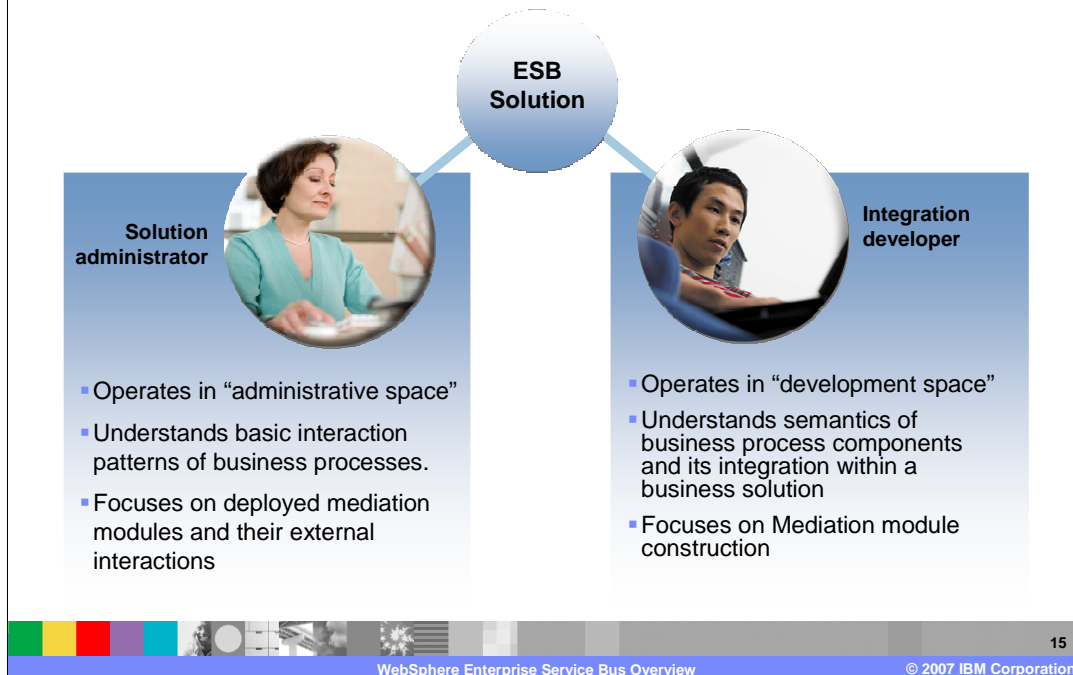 ESB
Solution
Solution
administrator
Operates in “administrative space”
Understands basic interaction
patterns of business processes.
Focuses on deployed mediation
modules and their external
interactions
Integration
developer
Operates in “development space”
Understands semantics of
business process components
and its integration within a
business solution
Focuses on Mediation module
construction
15
WebSphere Enterprise Service Bus Overview
© 2007 IBM Corporation